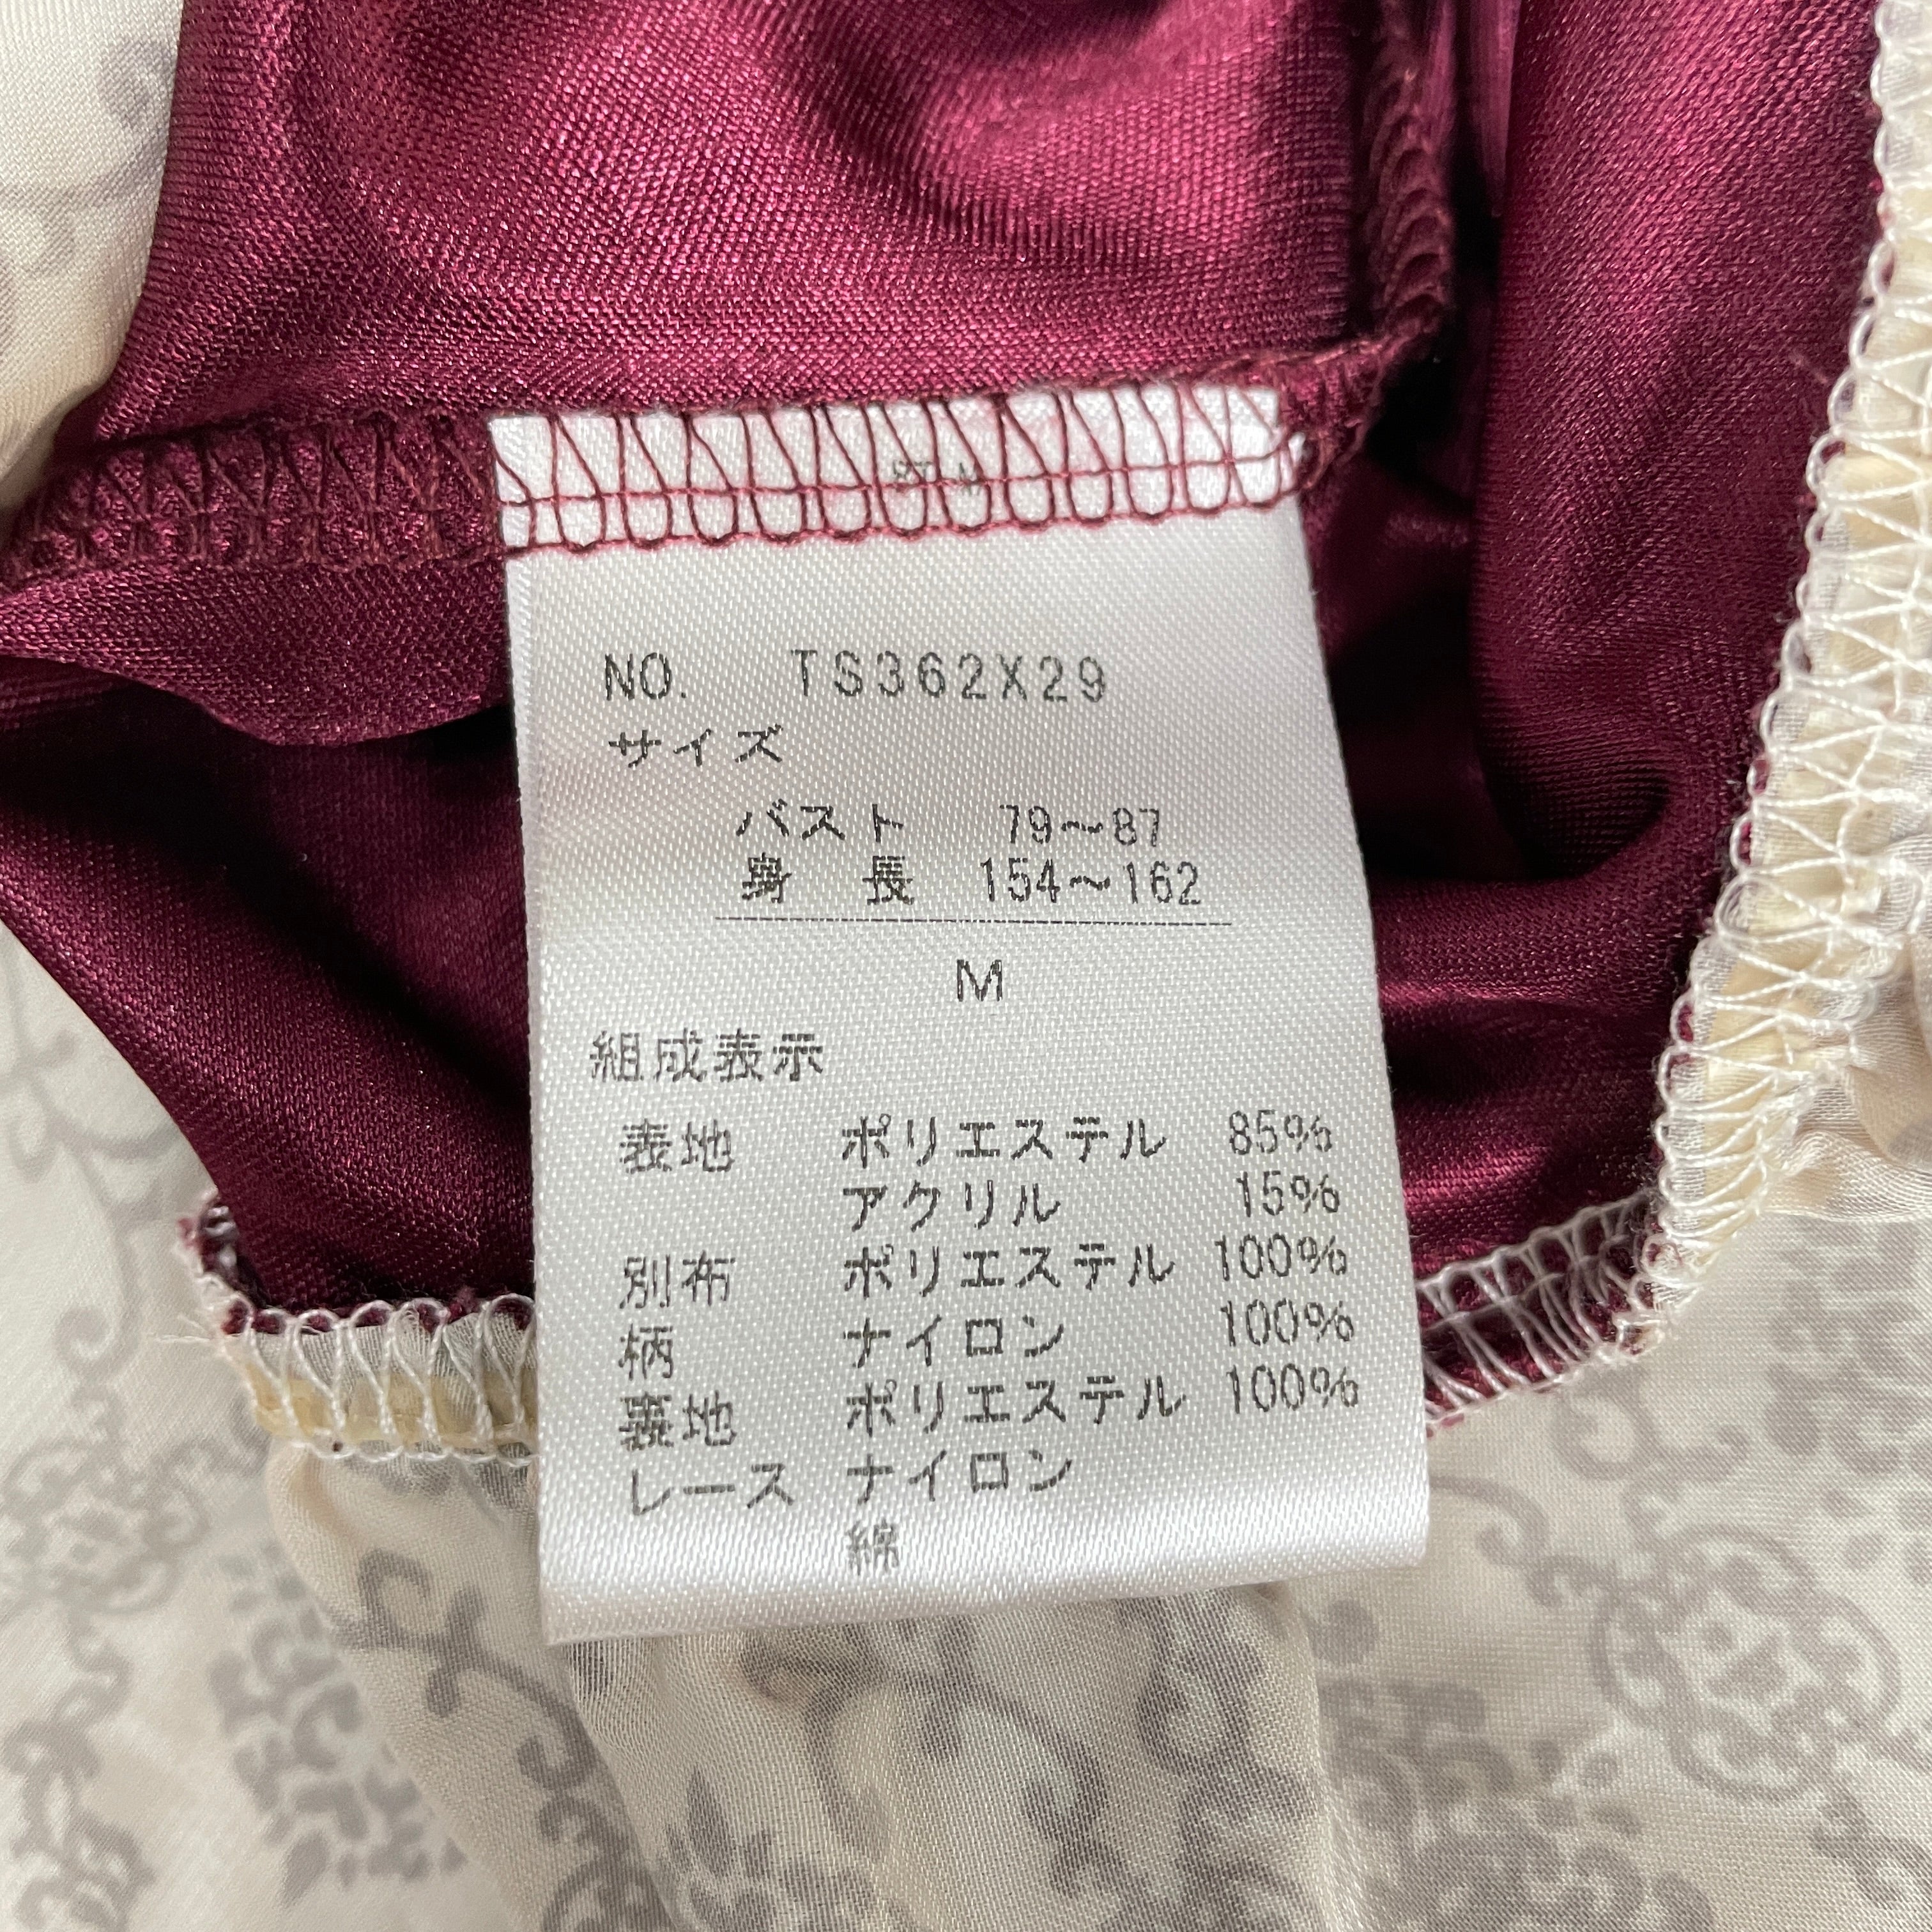 NO. TS362X29
サイズ
バスト 79～87
身長 154～162
M
組成表示
表地 ポリエステル 85%
アクリル 15%
別布 ポリエステル 100%
柄 ナイロン 100%
裏地 ポリエステル 100%
レース ナイロン
綿